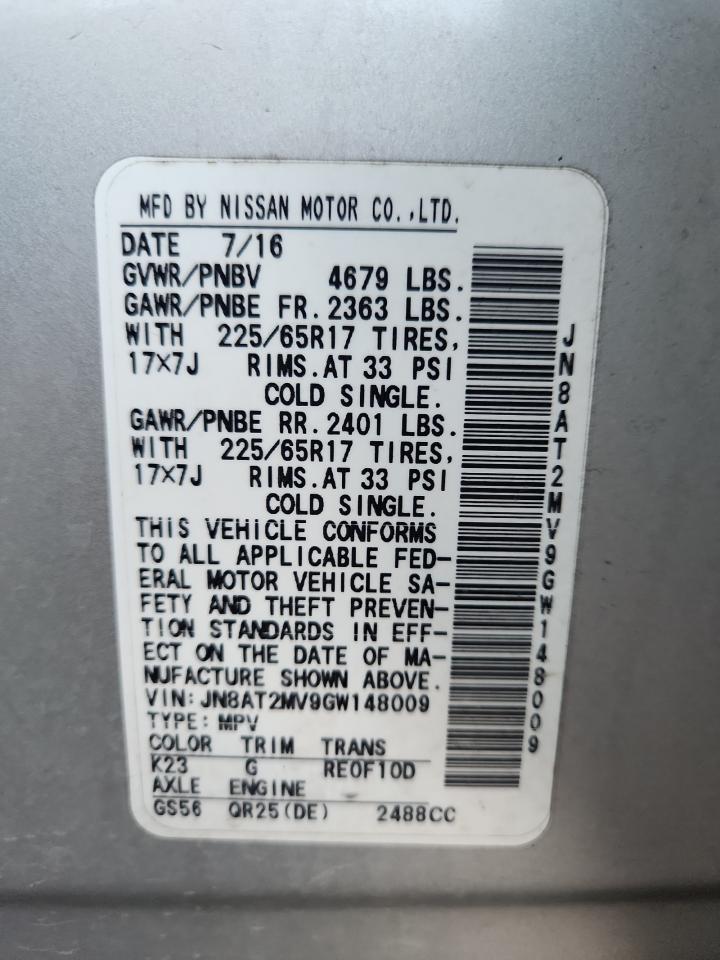 MFD BY NISSAN MOTOR CO.,LTD.
DATE 7/16
GVWR/PNBV 4679 LBS.
GAWR/PNBE FR. 2363 LBS.
WITH 225/65R17 TIRES,
17×7J RIMS. AT 33 PSI
COLD SINGLE.
GAWR/PNBE RR. 2401 LBS.
WITH 225/65R17 TIRES,
17×7J RIMS. AT 33 PSI
COLD SINGLE.
THIS VEHICLE CONFORMS
TO ALL APPLICABLE FED-
ERAL MOTOR VEHICLE SA-
FETY AND THEFT PREVEN-
TION STANDARDS IN EFF-
ECT ON THE DATE OF MA-
NUFACTURE SHOWN ABOVE.
VIN: JN8AT2MV9GW148009
TYPE: MPV
COLOR TRIM TRANS
K23 G RE0F10D
AXLE ENGINE
GS56 QR25(DE) 2488CC
JN8AT2MV9GW148009